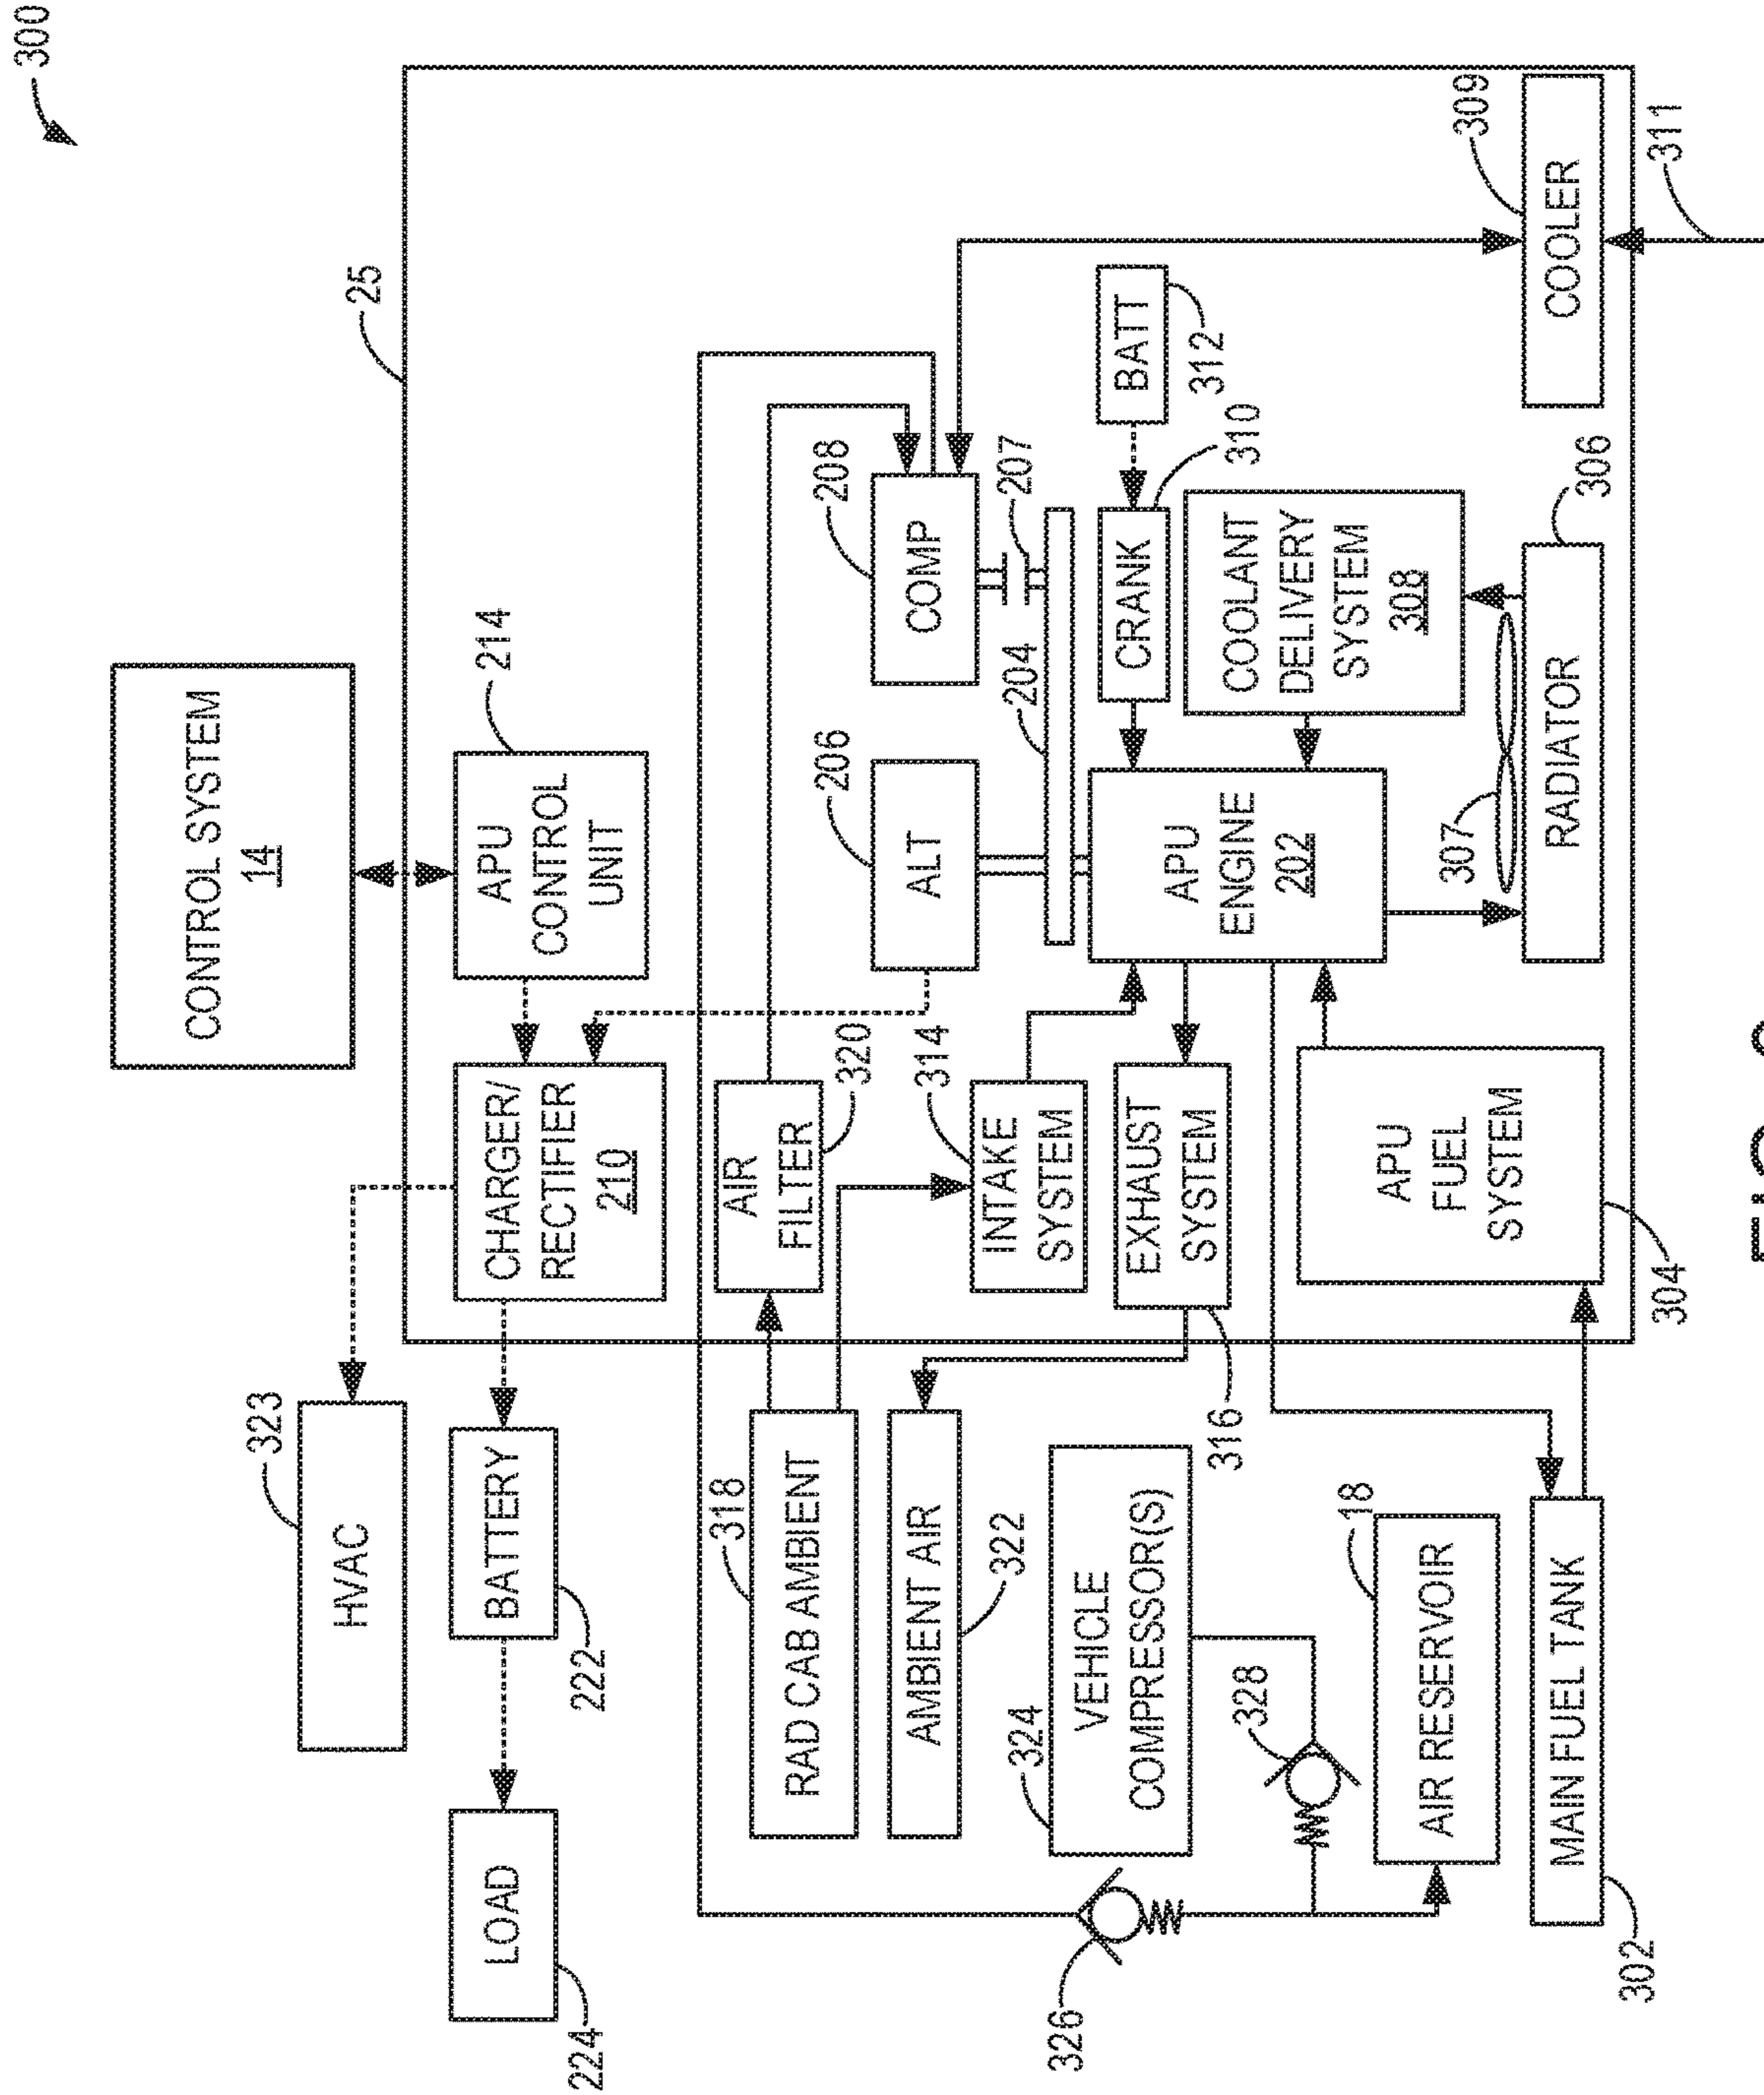 300
CONTROL SYSTEM
14
25
214
APU
CONTROL
UNIT
CHARGER/
RECTIFIER
210
323
HVAC
BATTERY
222
LOAD
224
208
COMP
207
206
ALT
204
BATT
312
CRANK
310
COOLANT
DELIVERY
SYSTEM
308
APU
ENGINE
202
307
RADIATOR
306
309
COOLER
311
AIR
FILTER
320
314
INTAKE
SYSTEM
EXHAUST
SYSTEM
316
APU
FUEL
SYSTEM
304
318
RAD CAB AMBIENT
AMBIENT AIR
322
324
VEHICLE
COMPRESSOR(S)
328
326
18
AIR RESERVOIR
MAIN FUEL TANK
302